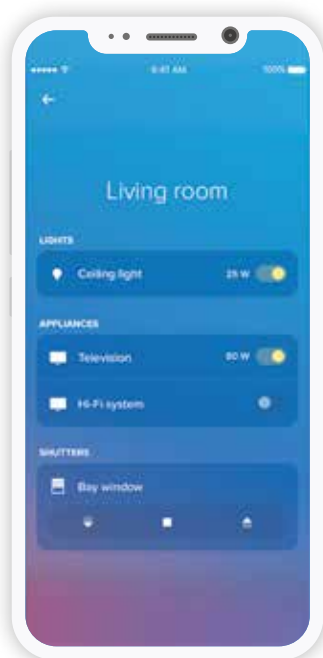 9:41 AM 100%
Living room
LIGHTS
Ceiling light 25 W
APPLIANCES
Television 80 W
Hi-Fi system
SHUTTERS
Bay window